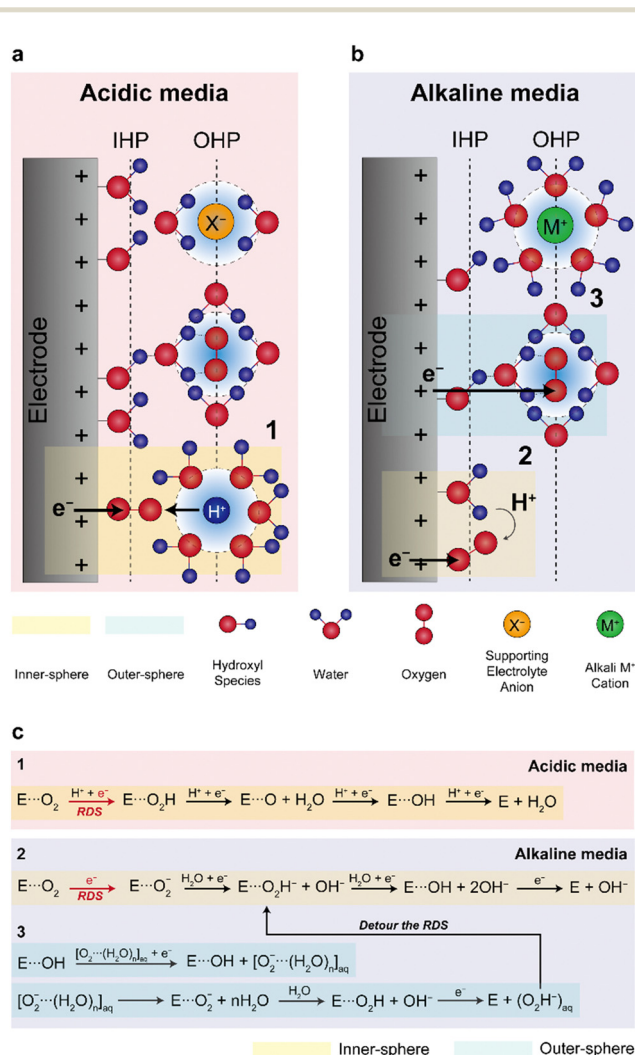 a
Acidic media
IHP OHP
Electrode
+ + + + + + + + + +
X⁻
1
e⁻ H⁺
b
Alkaline media
IHP OHP
Electrode
+ + + + + + + + + +
M⁺
3
e⁻
2
H⁺
e⁻
Inner-sphere
Outer-sphere
Hydroxyl
Species
Water
Oxygen
X⁻
Supporting
Electrolyte
Anion
M⁺
Alkali M⁺
Cation
c
1 Acidic media
H⁺ + e⁻ H⁺ + e⁻ H⁺ + e⁻ H⁺ + e⁻
E···O₂ → E···O₂H → E···O + H₂O → E···OH → E + H₂O
RDS
2 Alkaline media
e⁻ H₂O + e⁻ H₂O + e⁻ e⁻
E···O₂ → E···O₂⁻ → E···O₂H⁻ + OH⁻ → E···OH + 2OH⁻ → E + OH⁻
RDS
Detour the RDS
3
[O₂···(H₂O)ₙ]aq + e⁻
E···OH → E···OH + [O₂⁻···(H₂O)ₙ]aq
H₂O e⁻
[O₂⁻···(H₂O)ₙ]aq → E···O₂⁻ + nH₂O → E···O₂H + OH⁻ → E + (O₂H⁻)aq
Inner-sphere Outer-sphere